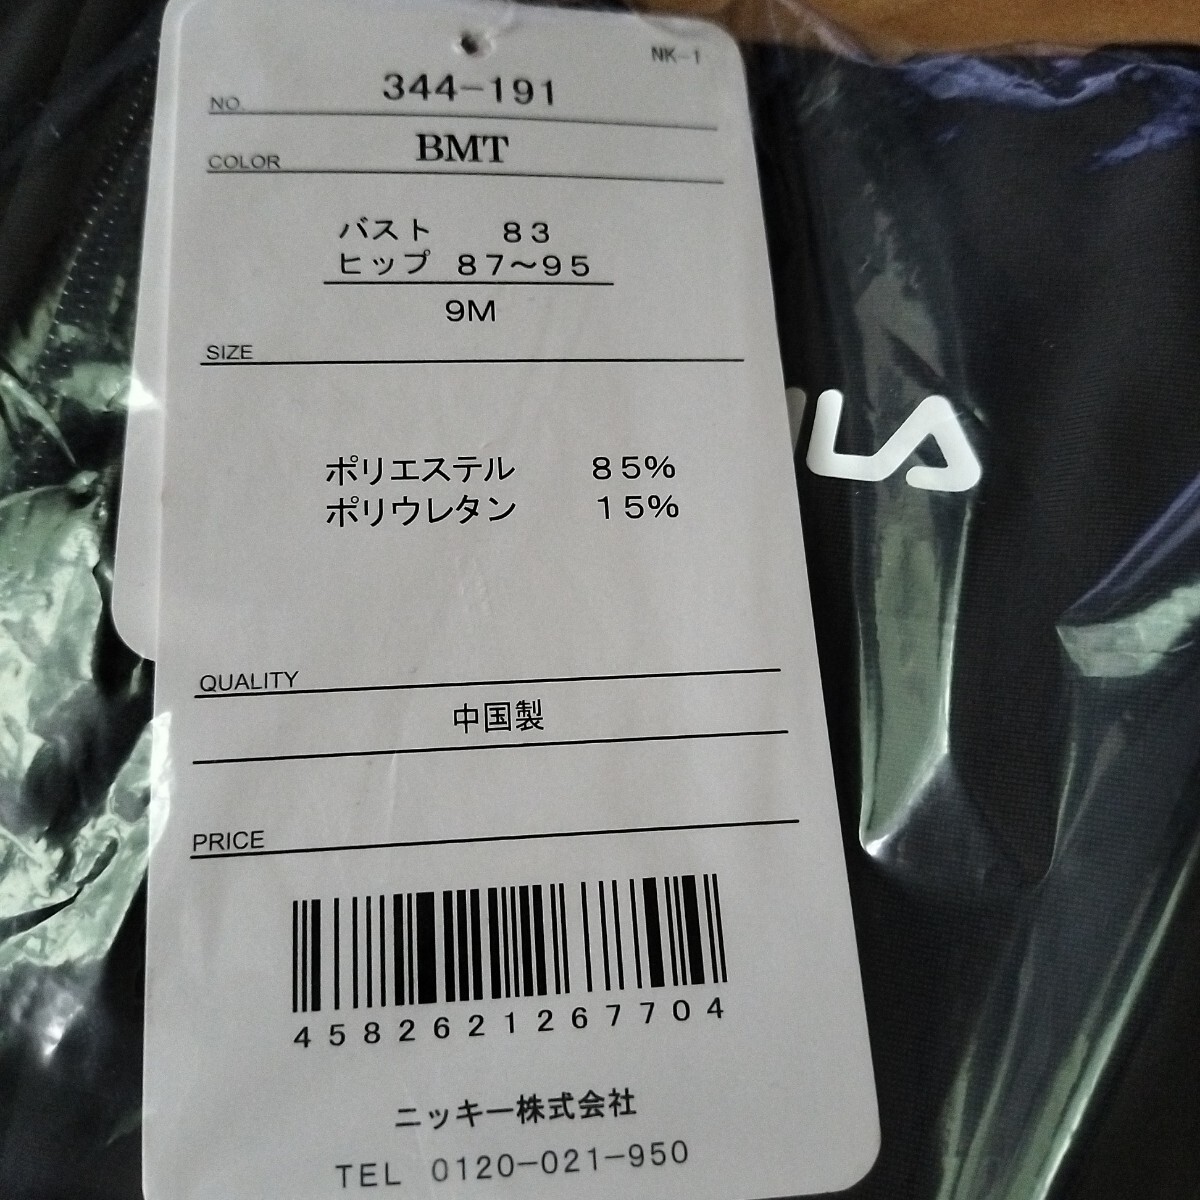 NK-1
NO. 344-191
COLOR BMT
バスト 83
ヒップ 87～95
9M
SIZE
ポリエステル 85%
ポリウレタン 15%
QUALITY
中国製
PRICE
4582621267704
ニッキー株式会社
TEL 0120-021-950
LA